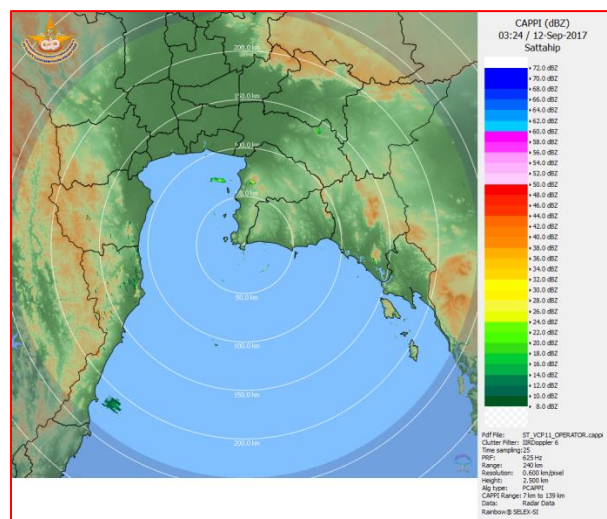 CAPPI (dBZ)
03:24 / 12-Sep-2017
Sattahip
72.0 dBZ
70.0 dBZ
68.0 dBZ
66.0 dBZ
64.0 dBZ
62.0 dBZ
60.0 dBZ
58.0 dBZ
56.0 dBZ
54.0 dBZ
52.0 dBZ
50.0 dBZ
48.0 dBZ
46.0 dBZ
44.0 dBZ
42.0 dBZ
40.0 dBZ
38.0 dBZ
36.0 dBZ
34.0 dBZ
32.0 dBZ
30.0 dBZ
28.0 dBZ
26.0 dBZ
24.0 dBZ
22.0 dBZ
20.0 dBZ
18.0 dBZ
16.0 dBZ
14.0 dBZ
12.0 dBZ
10.0 dBZ
8.0 dBZ
Pdf File: ST_VCP11_OPERATOR.cappi
Clutter Filter: IIRDoppler 6
Time sampling:25
PRF: 625 Hz
Range: 240 km
Resolution: 0.600 km/pixel
Height: 2.500 km
Alg type: PCAPPI
CAPPI Range: 7 km to 139 km
Data: Radar Data
Rainbow® SELEX-SI
200.0 km
150.0 km
100.0 km
50.0 km
50.0 km
100.0 km
150.0 km
200.0 km